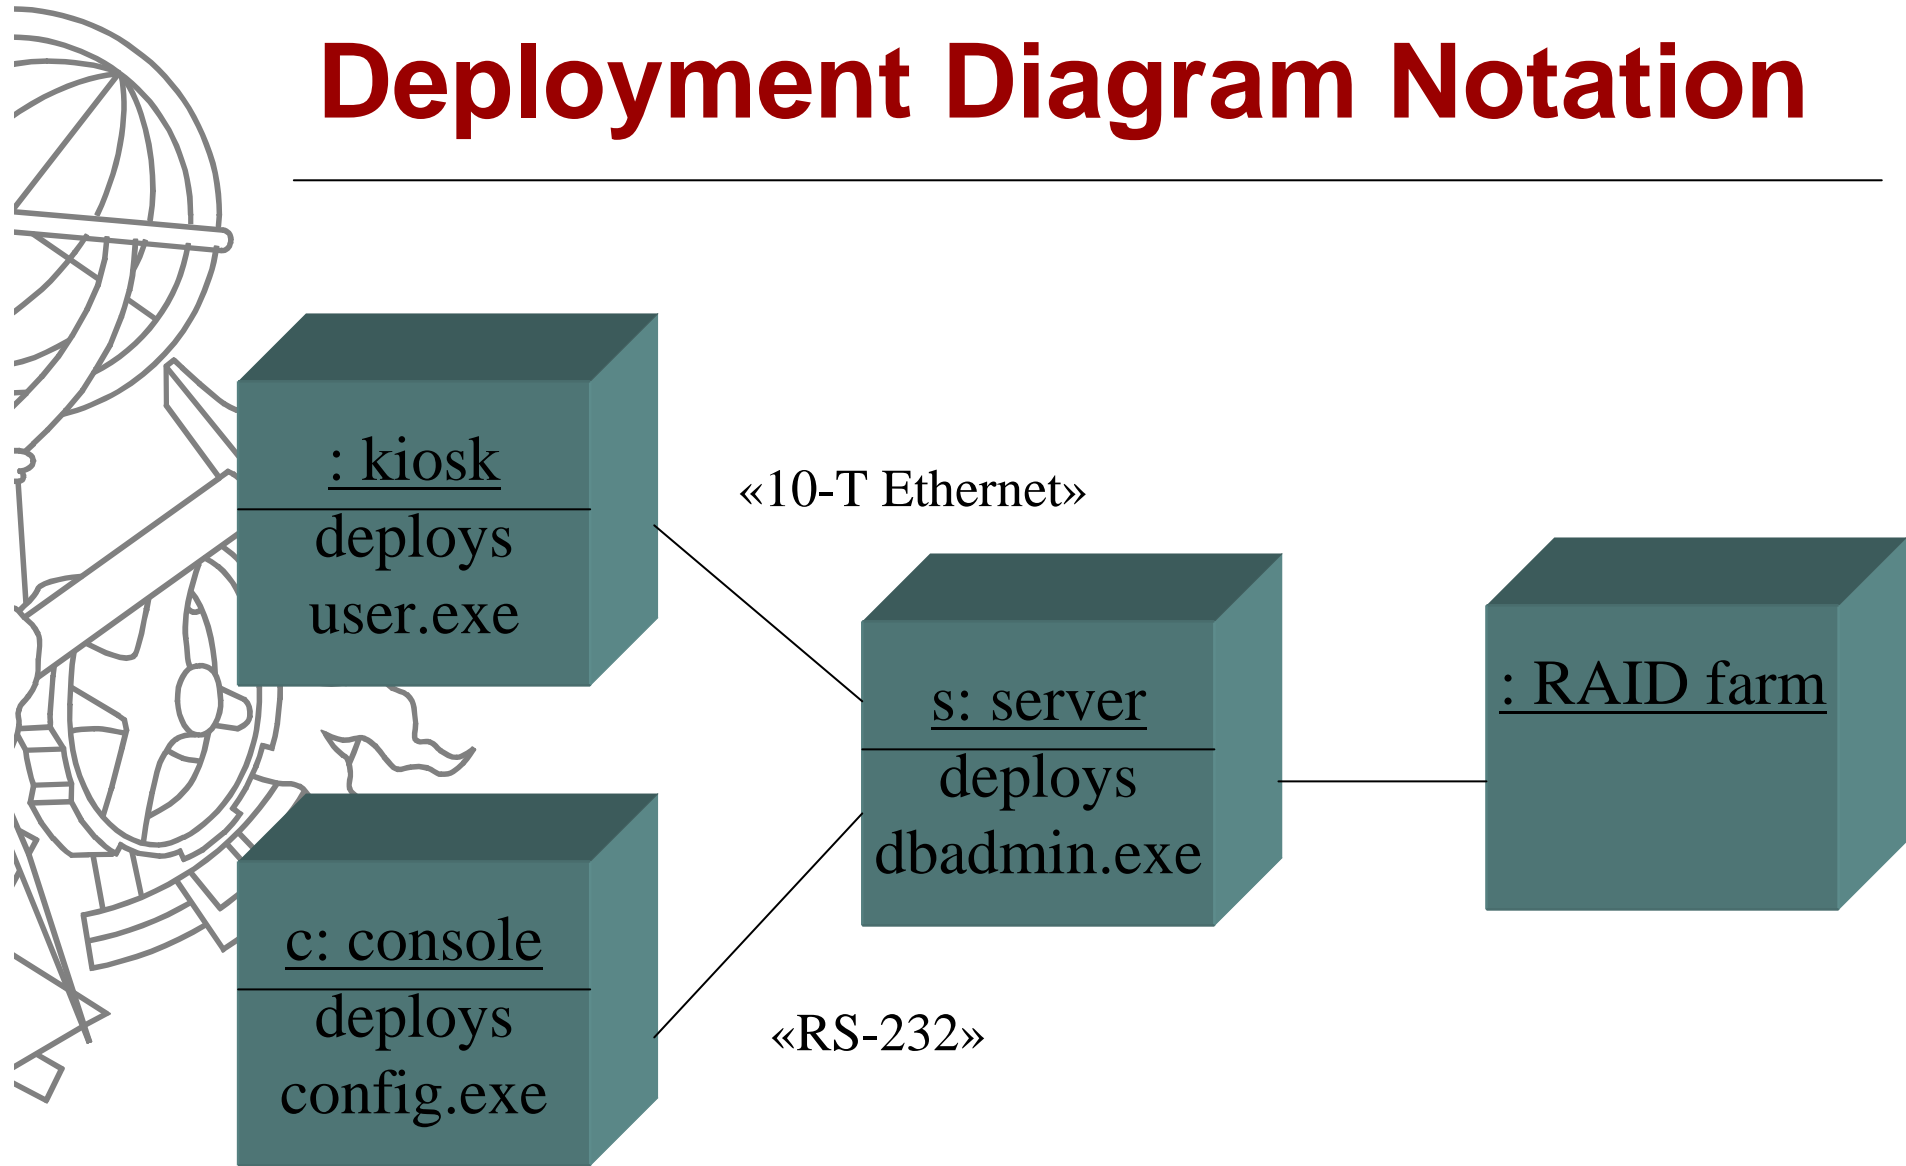 Deployment Diagram Notation
: kiosk
deploys
user.exe
«10-T Ethernet»
s: server
deploys
dbadmin.exe
: RAID farm
c: console
deploys
config.exe
«RS-232»